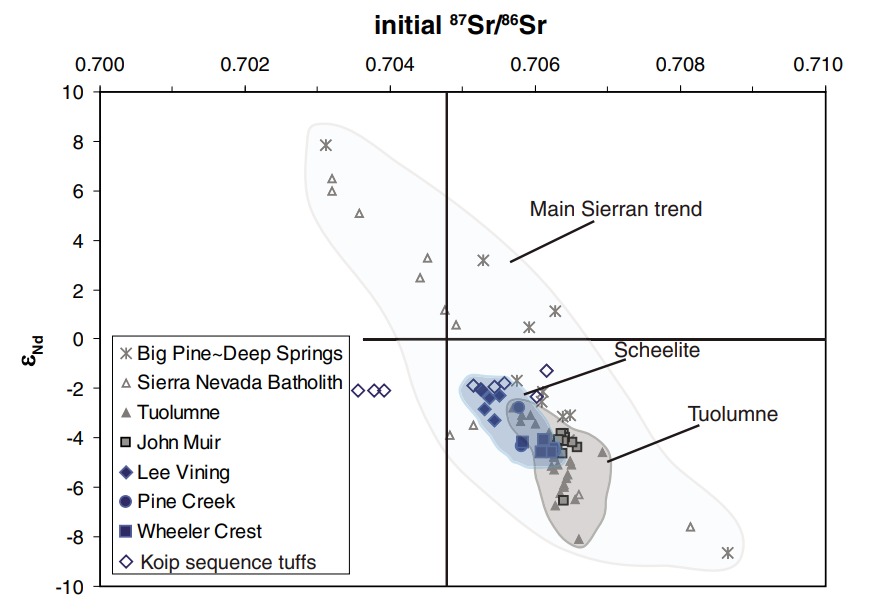 initial ⁸⁷Sr/⁸⁶Sr
0.700 0.702 0.704 0.706 0.708 0.710
10
8
6
4
2
0
-2
-4
-6
-8
-10
εNd
Main Sierran trend
Scheelite
Tuolumne
Big Pine~Deep Springs
Sierra Nevada Batholith
Tuolumne
John Muir
Lee Vining
Pine Creek
Wheeler Crest
Koip sequence tuffs